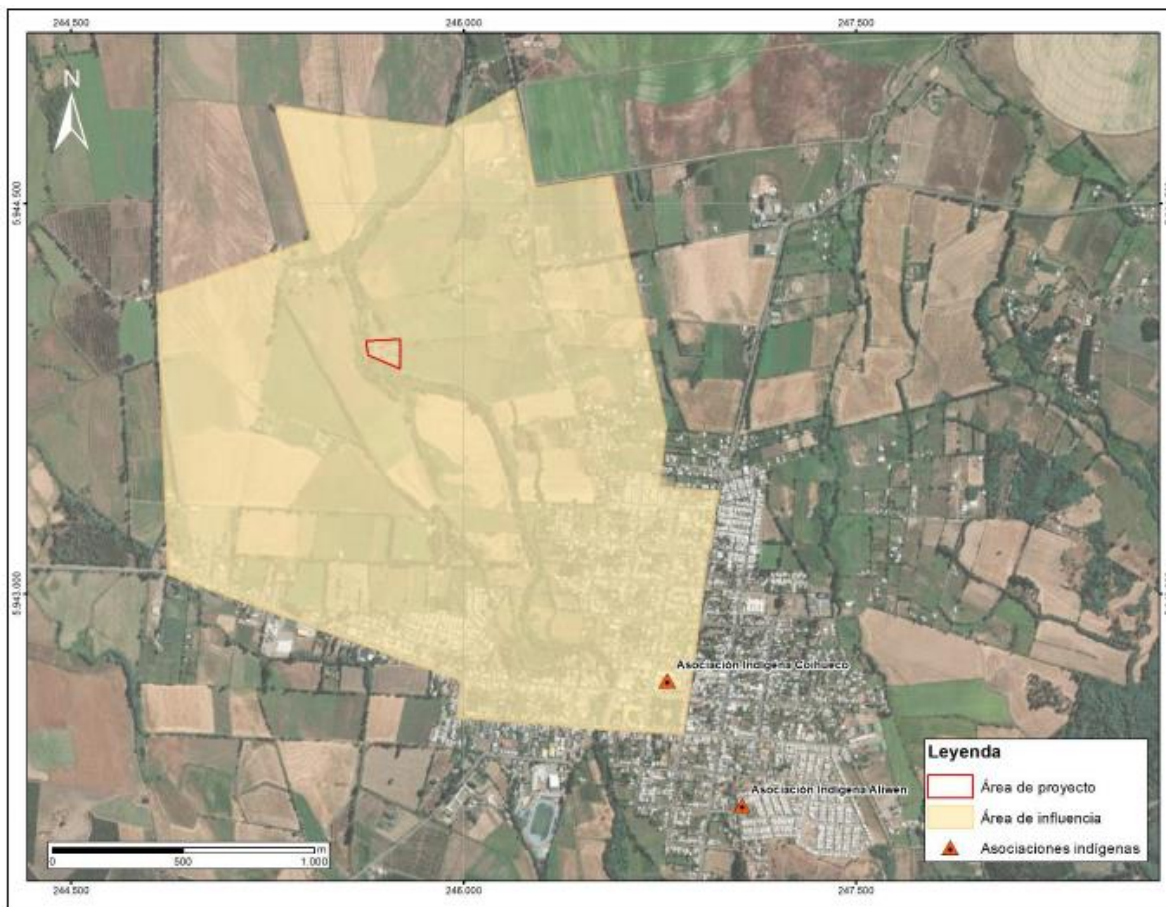 244.500
246.000
247.500
N
5.944.500
5.943.000
Asociación Indígena Coihueco
Asociación Indígena Aliwen
Leyenda
Área de proyecto
Área de influencia
Asociaciones indígenas
m
0
500
1.000
244.500
246.000
247.500